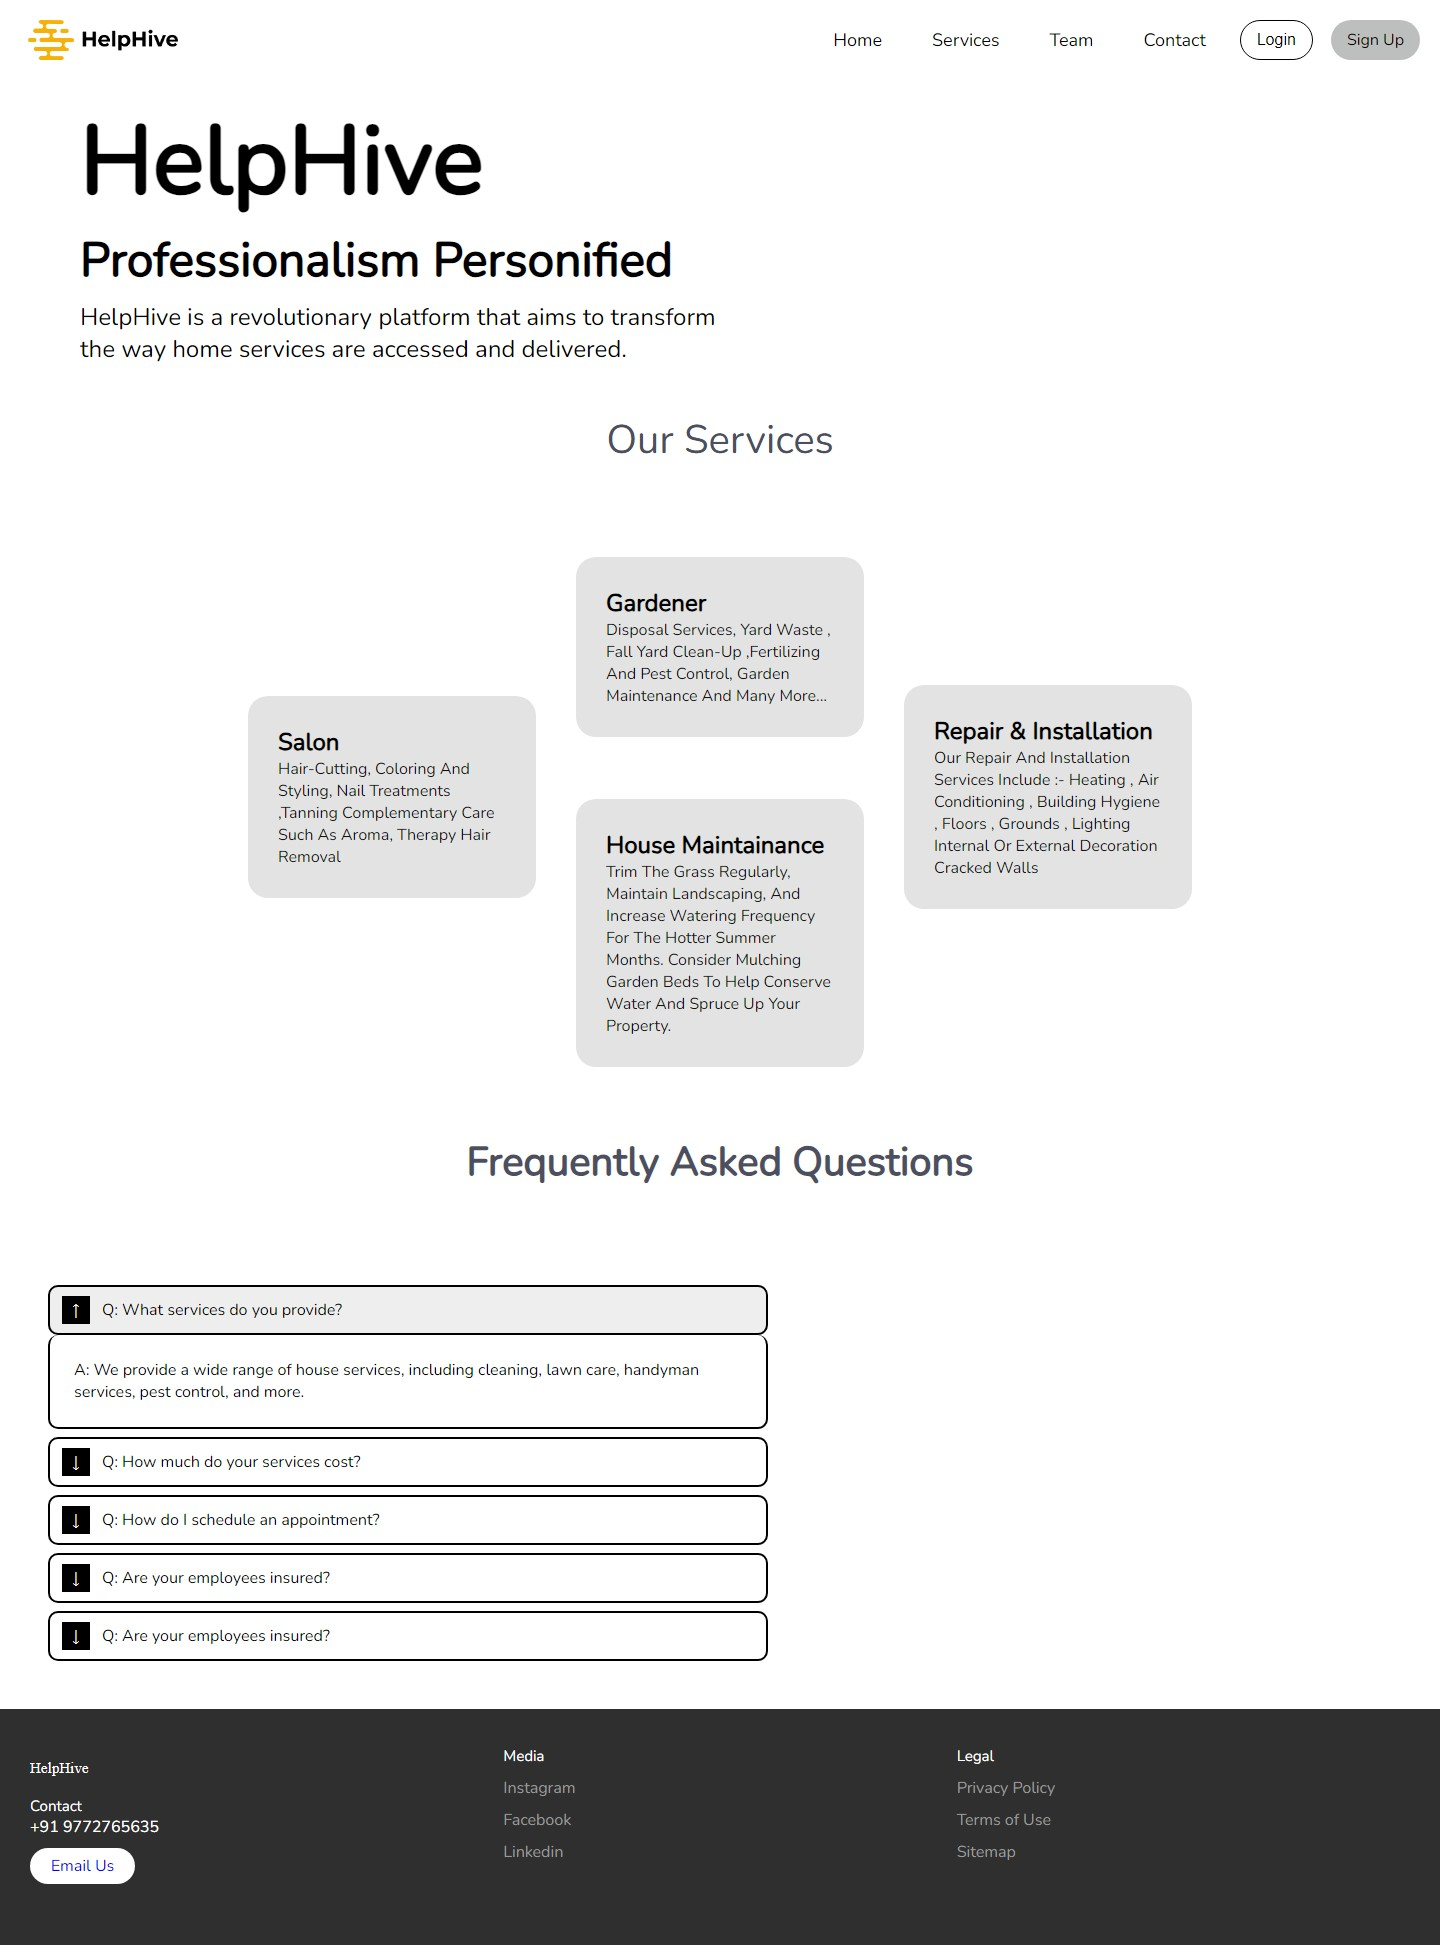 HelpHive
Home
Services
Team
Contact
Login
Sign Up
HelpHive
Professionalism Personified
HelpHive is a revolutionary platform that aims to transform
the way home services are accessed and delivered.
Our Services
Salon
Hair-Cutting, Coloring And
Styling, Nail Treatments
,Tanning Complementary Care
Such As Aroma, Therapy Hair
Removal
Gardener
Disposal Services, Yard Waste ,
Fall Yard Clean-Up ,Fertilizing
And Pest Control, Garden
Maintenance And Many More...
House Maintainance
Trim The Grass Regularly,
Maintain Landscaping, And
Increase Watering Frequency
For The Hotter Summer
Months. Consider Mulching
Garden Beds To Help Conserve
Water And Spruce Up Your
Property.
Repair & Installation
Our Repair And Installation
Services Include :- Heating , Air
Conditioning , Building Hygiene
, Floors , Grounds , Lighting
Internal Or External Decoration
Cracked Walls
Frequently Asked Questions
↑ Q: What services do you provide?
A: We provide a wide range of house services, including cleaning, lawn care, handyman
services, pest control, and more.
↓ Q: How much do your services cost?
↓ Q: How do I schedule an appointment?
↓ Q: Are your employees insured?
↓ Q: Are your employees insured?
HelpHive
Contact
+91 9772765635
Email Us
Media
Instagram
Facebook
Linkedin
Legal
Privacy Policy
Terms of Use
Sitemap